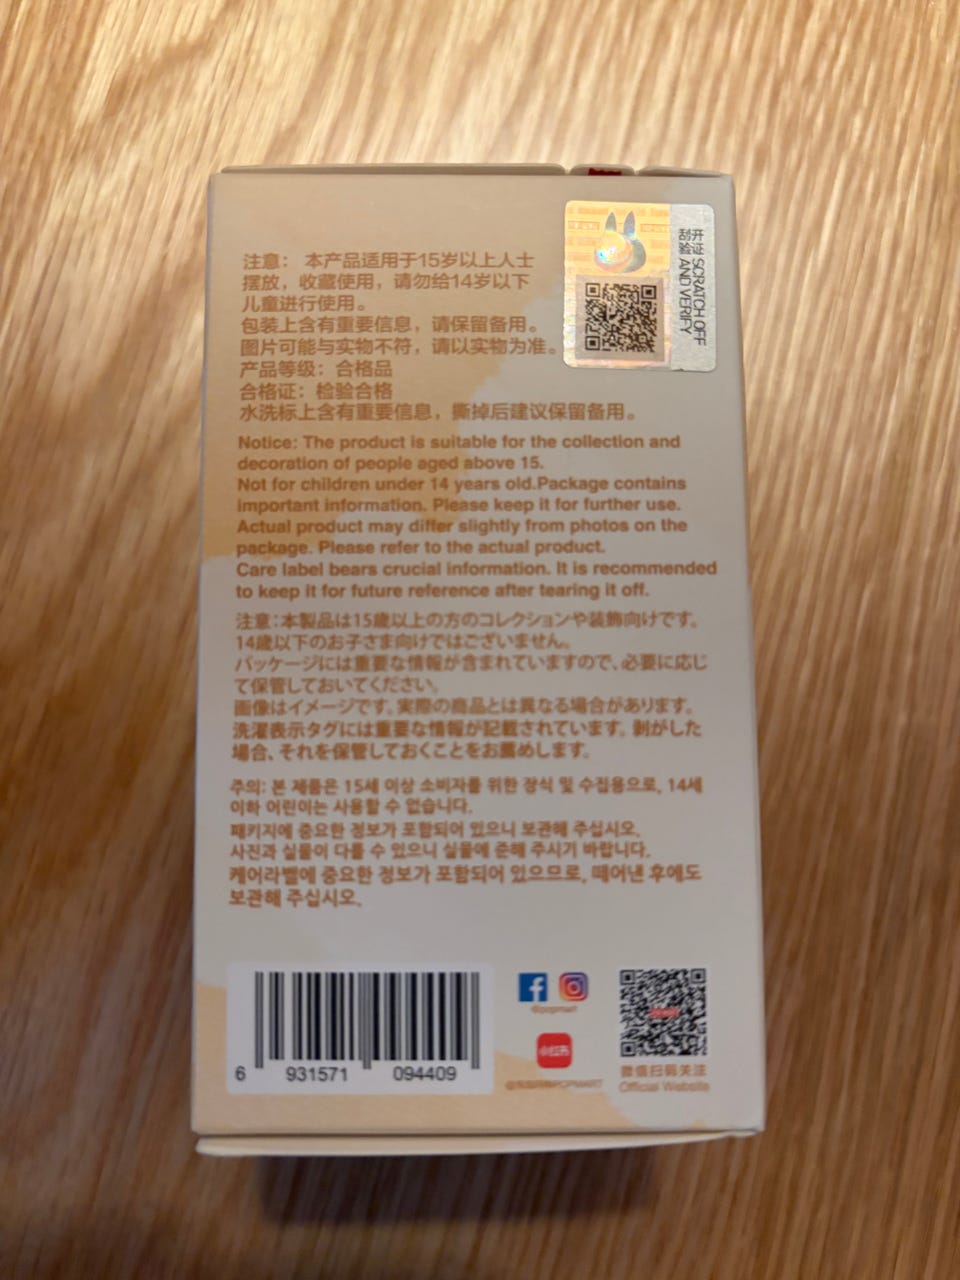 注意： 本产品适用于15岁以上人士
摆放，收藏使用，请勿给14岁以下
儿童进行使用。
包装上含有重要信息，请保留备用。
图片可能与实物不符，请以实物为准。
产品等级：合格品
合格证：检验合格
水洗标上含有重要信息，撕掉后建议保留备用。
Notice: The product is suitable for the collection and
decoration of people aged above 15.
Not for children under 14 years old.Package contains
important information. Please keep it for further use.
Actual product may differ slightly from photos on the
package. Please refer to the actual product.
Care label bears crucial information. It is recommended
to keep it for future reference after tearing it off.
注意：本製品は15歳以上の方のコレクションや装飾向けです。
14歳以下のお子さま向けではございません。
パッケージには重要な情報が含まれていますので、必要に応じ
て保管しておいてください。
画像はイメージです。実際の商品とは異なる場合があります。
洗濯表示タグには重要な情報が記載されています。剥がした
場合、それを保管しておくことをお薦めします。
주의: 본 제품은 15세 이상 소비자를 위한 장식 및 수집용으로, 14세
이하 어린이는 사용할 수 없습니다.
패키지에 중요한 정보가 포함되어 있으니 보관해 주십시오.
사진과 실물이 다를 수 있으니 실물에 준해 주시기 바랍니다.
케어라벨에 중요한 정보가 포함되어 있으므로, 떼어낸 후에도
보관해 주십시오.
刮开涂层
SCRATCH OFF
AND VERIFY
6 931571 094409
@popmart
小红书
@泡泡玛特POPMART
微信扫码关注
Official Website